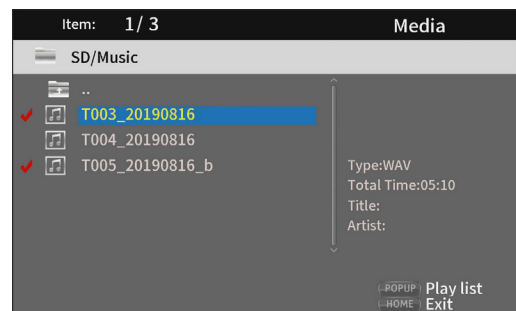 Item: 1/ 3 Media
SD/Music
..
T003_20190816
T004_20190816
T005_20190816_b
Type:WAV
Total Time:05:10
Title:
Artist:
POPUP Play list
HOME Exit